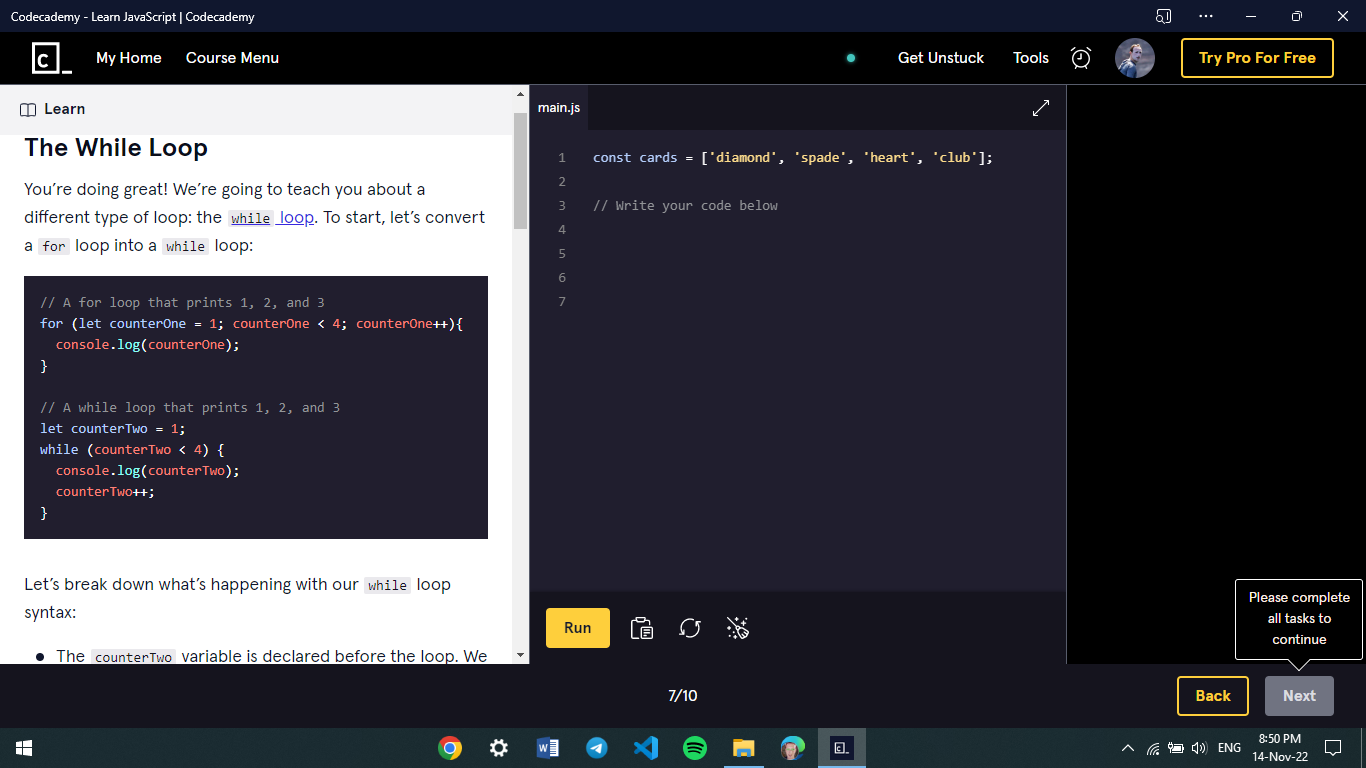 Codecademy - Learn JavaScript | Codecademy
c_ My Home Course Menu Get Unstuck Tools Try Pro For Free
Learn
The While Loop
You're doing great! We're going to teach you about a
different type of loop: the while loop. To start, let's convert
a for loop into a while loop:
// A for loop that prints 1, 2, and 3
for (let counterOne = 1; counterOne < 4; counterOne++){
  console.log(counterOne);
}
// A while loop that prints 1, 2, and 3
let counterTwo = 1;
while (counterTwo < 4) {
  console.log(counterTwo);
  counterTwo++;
}
Let's break down what's happening with our while loop
syntax:
● The counterTwo variable is declared before the loop. We
main.js
1 const cards = ['diamond', 'spade', 'heart', 'club'];
2
3 // Write your code below
4
5
6
7
Run
Please complete
all tasks to
continue
7/10
Back Next
ENG
8:50 PM
14-Nov-22